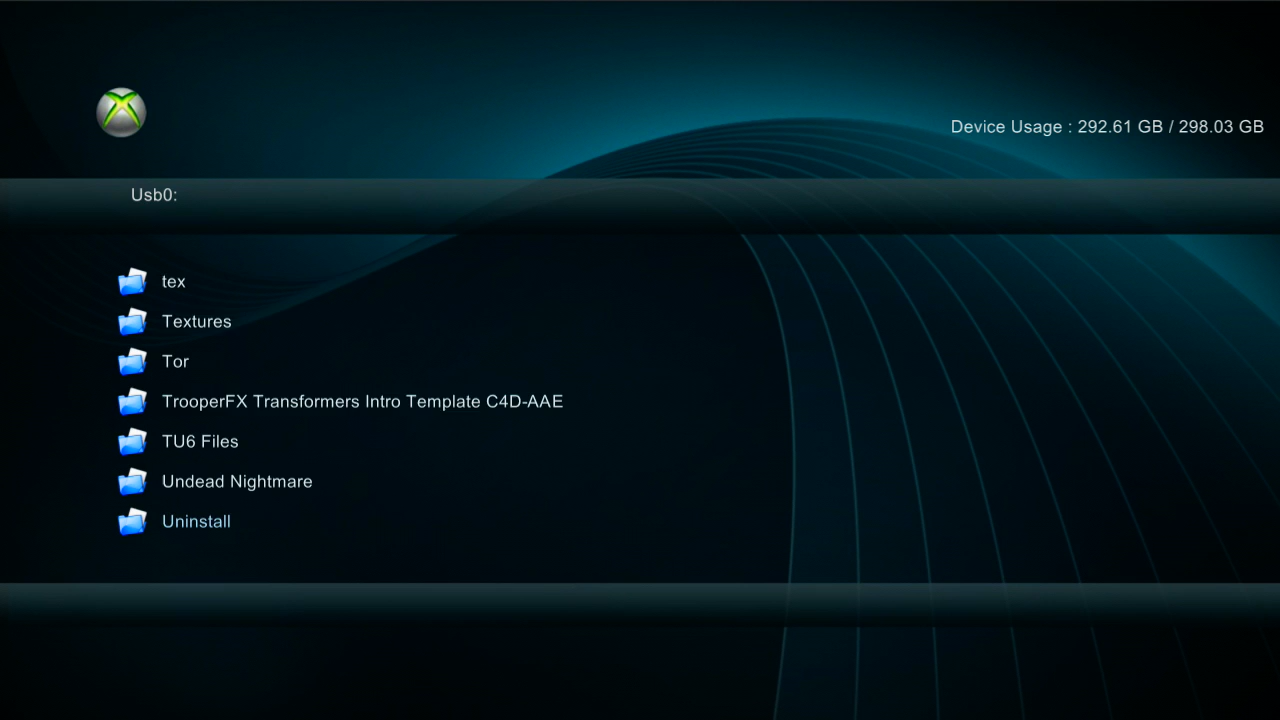 Device Usage : 292.61 GB / 298.03 GB
Usb0:
tex
Textures
Tor
TrooperFX Transformers Intro Template C4D-AAE
TU6 Files
Undead Nightmare
Uninstall